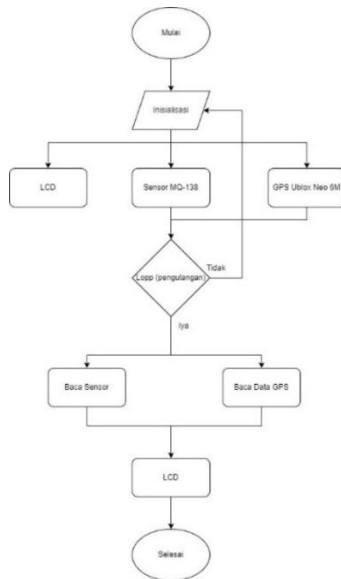 Mulai
Inisialisasi
LCD
Sensor MQ-138
GPS Ublox Neo 6M
Lopp (pengulangan)
Tidak
Iya
Baca Sensor
Baca Data GPS
LCD
Selesai